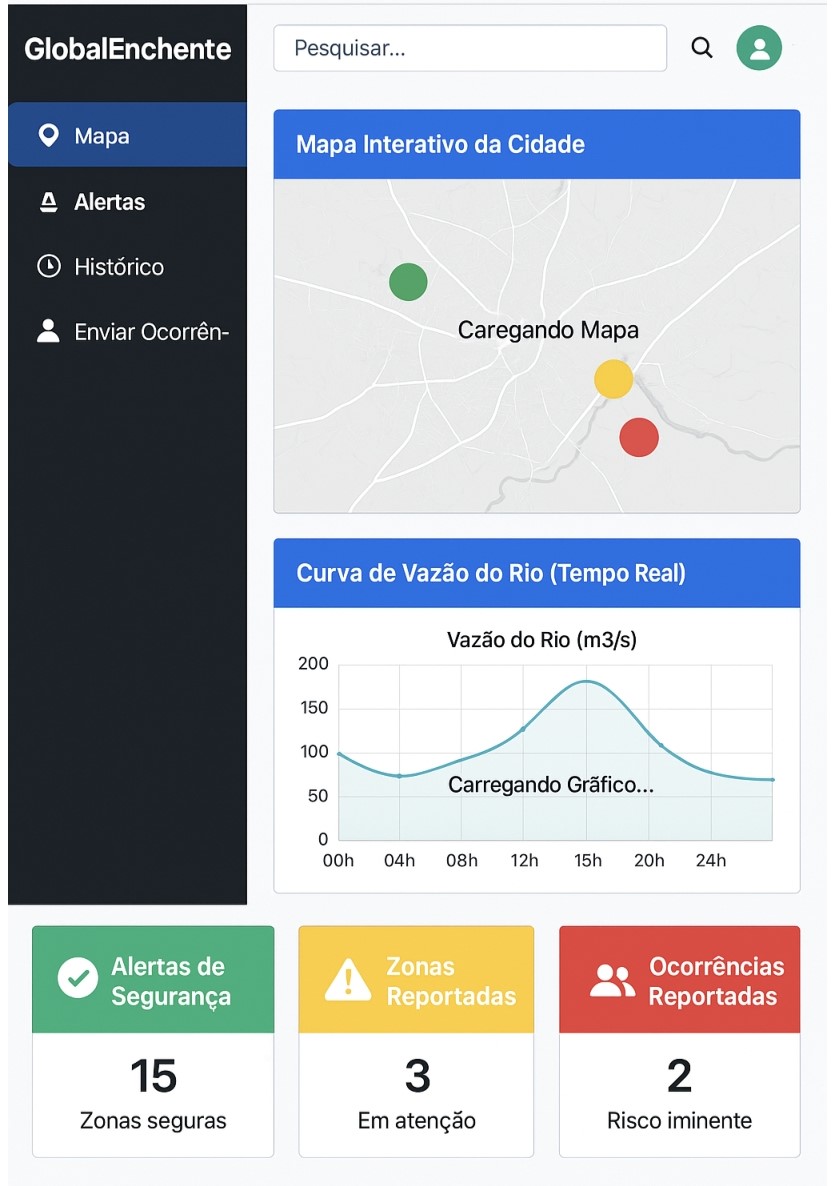 GlobalEnchente
Pesquisar...
Mapa
Alertas
Histórico
Enviar Ocorrên-
Mapa Interativo da Cidade
Caregando Mapa
Curva de Vazão do Rio (Tempo Real)
Vazão do Rio (m3/s)
200
150
100
50
0
Carregando Grãfico...
00h 04h 08h 12h 15h 20h 24h
Alertas de
Segurança
15
Zonas seguras
Zonas
Reportadas
3
Em atenção
Ocorrências
Reportadas
2
Risco iminente